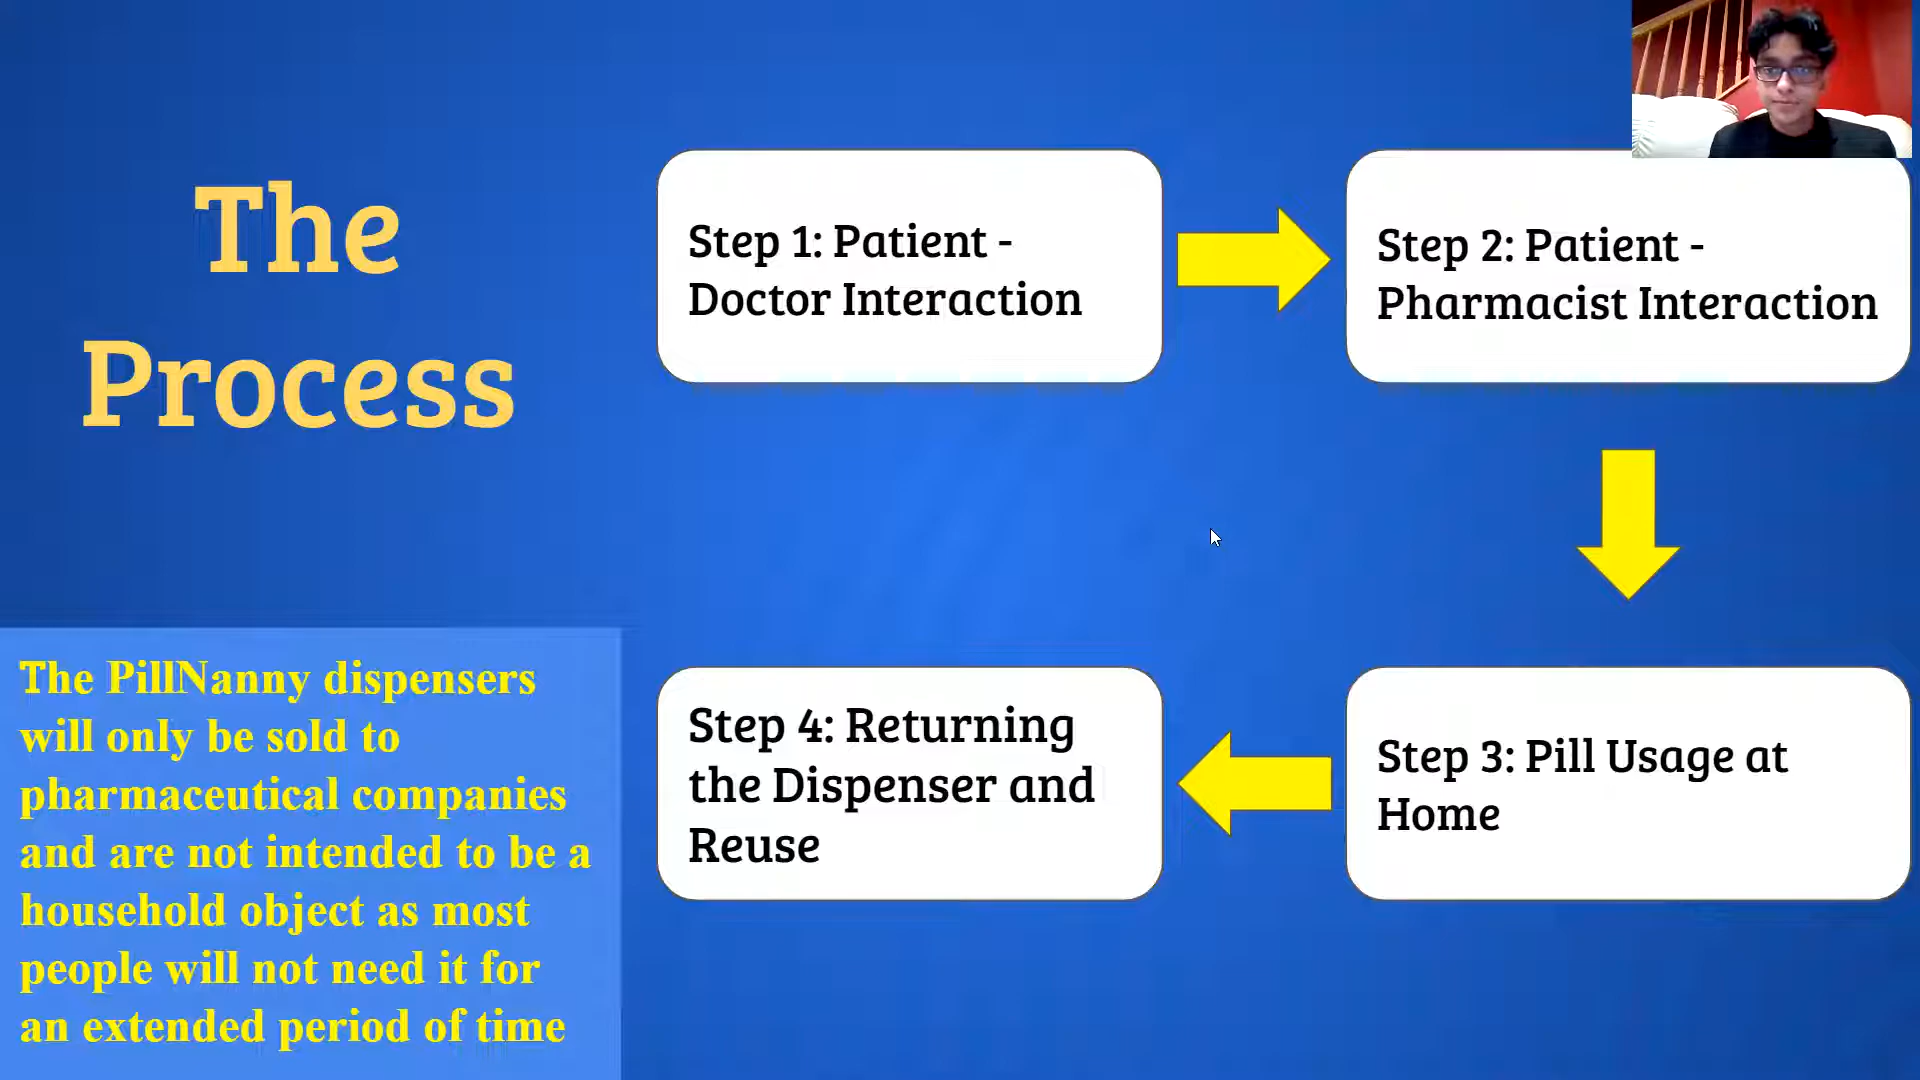 The
Process
Step 1: Patient -
Doctor Interaction
Step 2: Patient -
Pharmacist Interaction
Step 3: Pill Usage at
Home
Step 4: Returning
the Dispenser and
Reuse
The PillNanny dispensers
will only be sold to
pharmaceutical companies
and are not intended to be a
household object as most
people will not need it for
an extended period of time